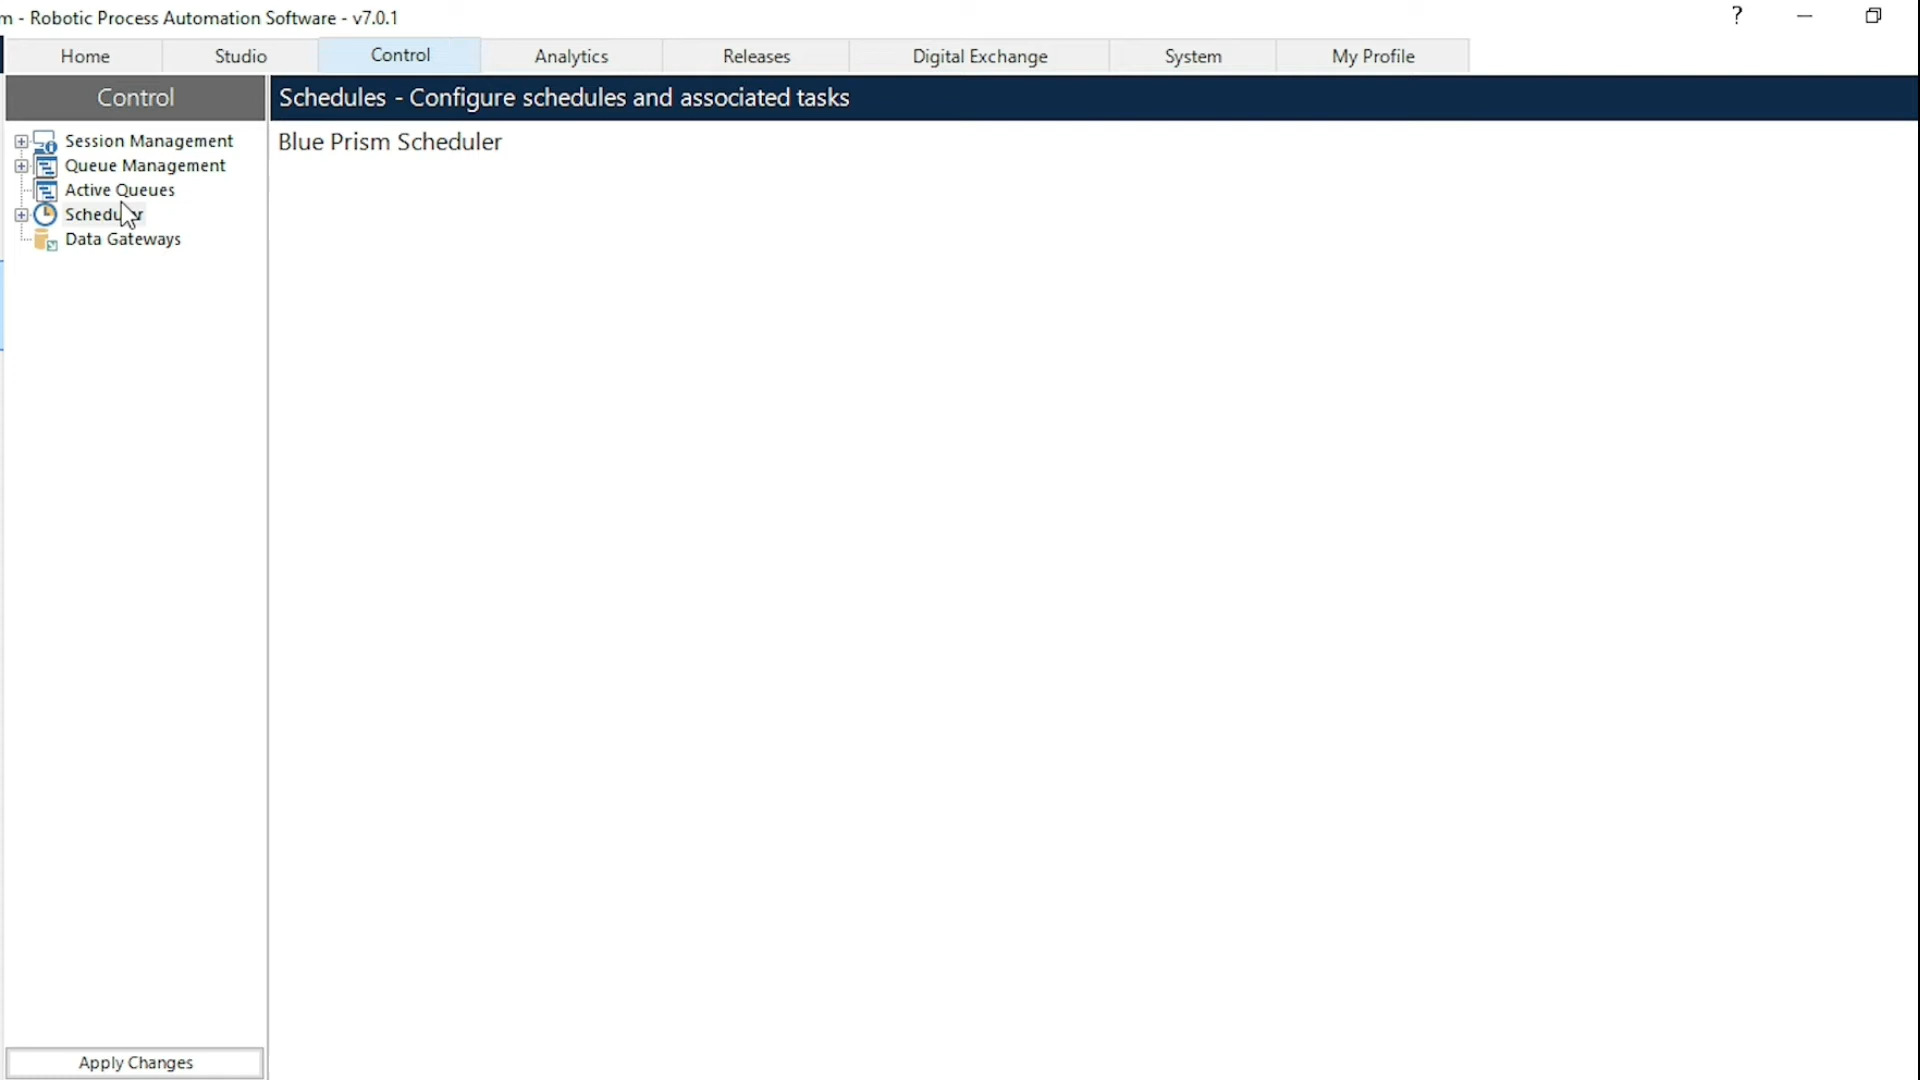 m - Robotic Process Automation Software - v7.0.1
?
Home Studio Control Analytics Releases Digital Exchange System My Profile
Control
Schedules - Configure schedules and associated tasks
Session Management
Queue Management
Active Queues
Scheduler
Data Gateways
Blue Prism Scheduler
Apply Changes